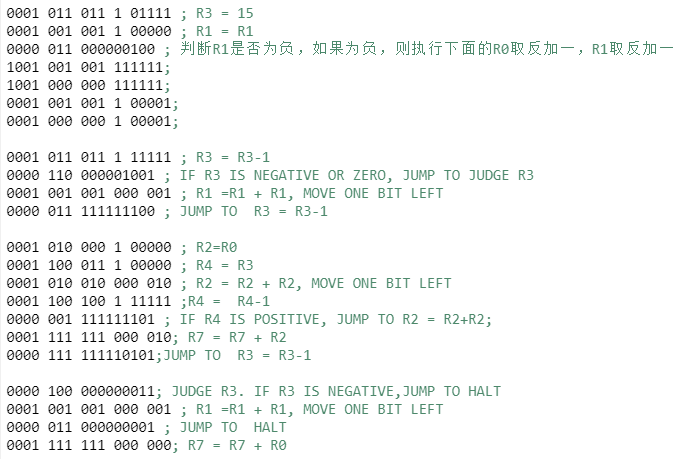 0001 011 011 1 01111 ; R3 = 15
0001 001 001 1 00000 ; R1 = R1
0000 011 000000100 ; 判断R1是否为负，如果为负，则执行下面的R0取反加一，R1取反加一
1001 001 001 111111;
1001 000 000 111111;
0001 001 001 1 00001;
0001 000 000 1 00001;
0001 011 011 1 11111 ; R3 = R3-1
0000 110 000001001 ; IF R3 IS NEGATIVE OR ZERO, JUMP TO JUDGE R3
0001 001 001 000 001 ; R1 =R1 + R1, MOVE ONE BIT LEFT
0000 011 111111100 ; JUMP TO  R3 = R3-1
0001 010 000 1 00000 ; R2=R0
0001 100 011 1 00000 ; R4 = R3
0001 010 010 000 010 ; R2 = R2 + R2, MOVE ONE BIT LEFT
0001 100 100 1 11111 ;R4 =  R4-1
0000 001 111111101 ; IF R4 IS POSITIVE, JUMP TO R2 = R2+R2;
0001 111 111 000 010; R7 = R7 + R2
0000 111 111110101;JUMP TO  R3 = R3-1
0000 100 000000011; JUDGE R3. IF R3 IS NEGATIVE,JUMP TO HALT
0001 001 001 000 001 ; R1 =R1 + R1, MOVE ONE BIT LEFT
0000 011 000000001 ; JUMP TO  HALT
0001 111 111 000 000; R7 = R7 + R0